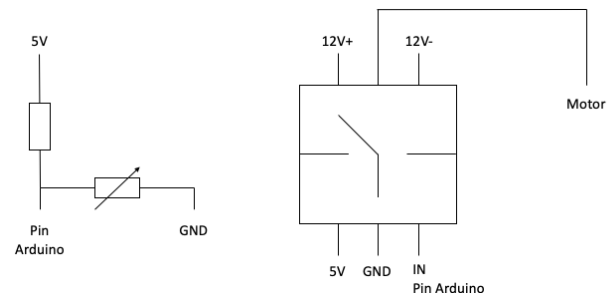 5V
Pin
Arduino
GND
12V+
12V-
Motor
5V
GND
IN
Pin Arduino